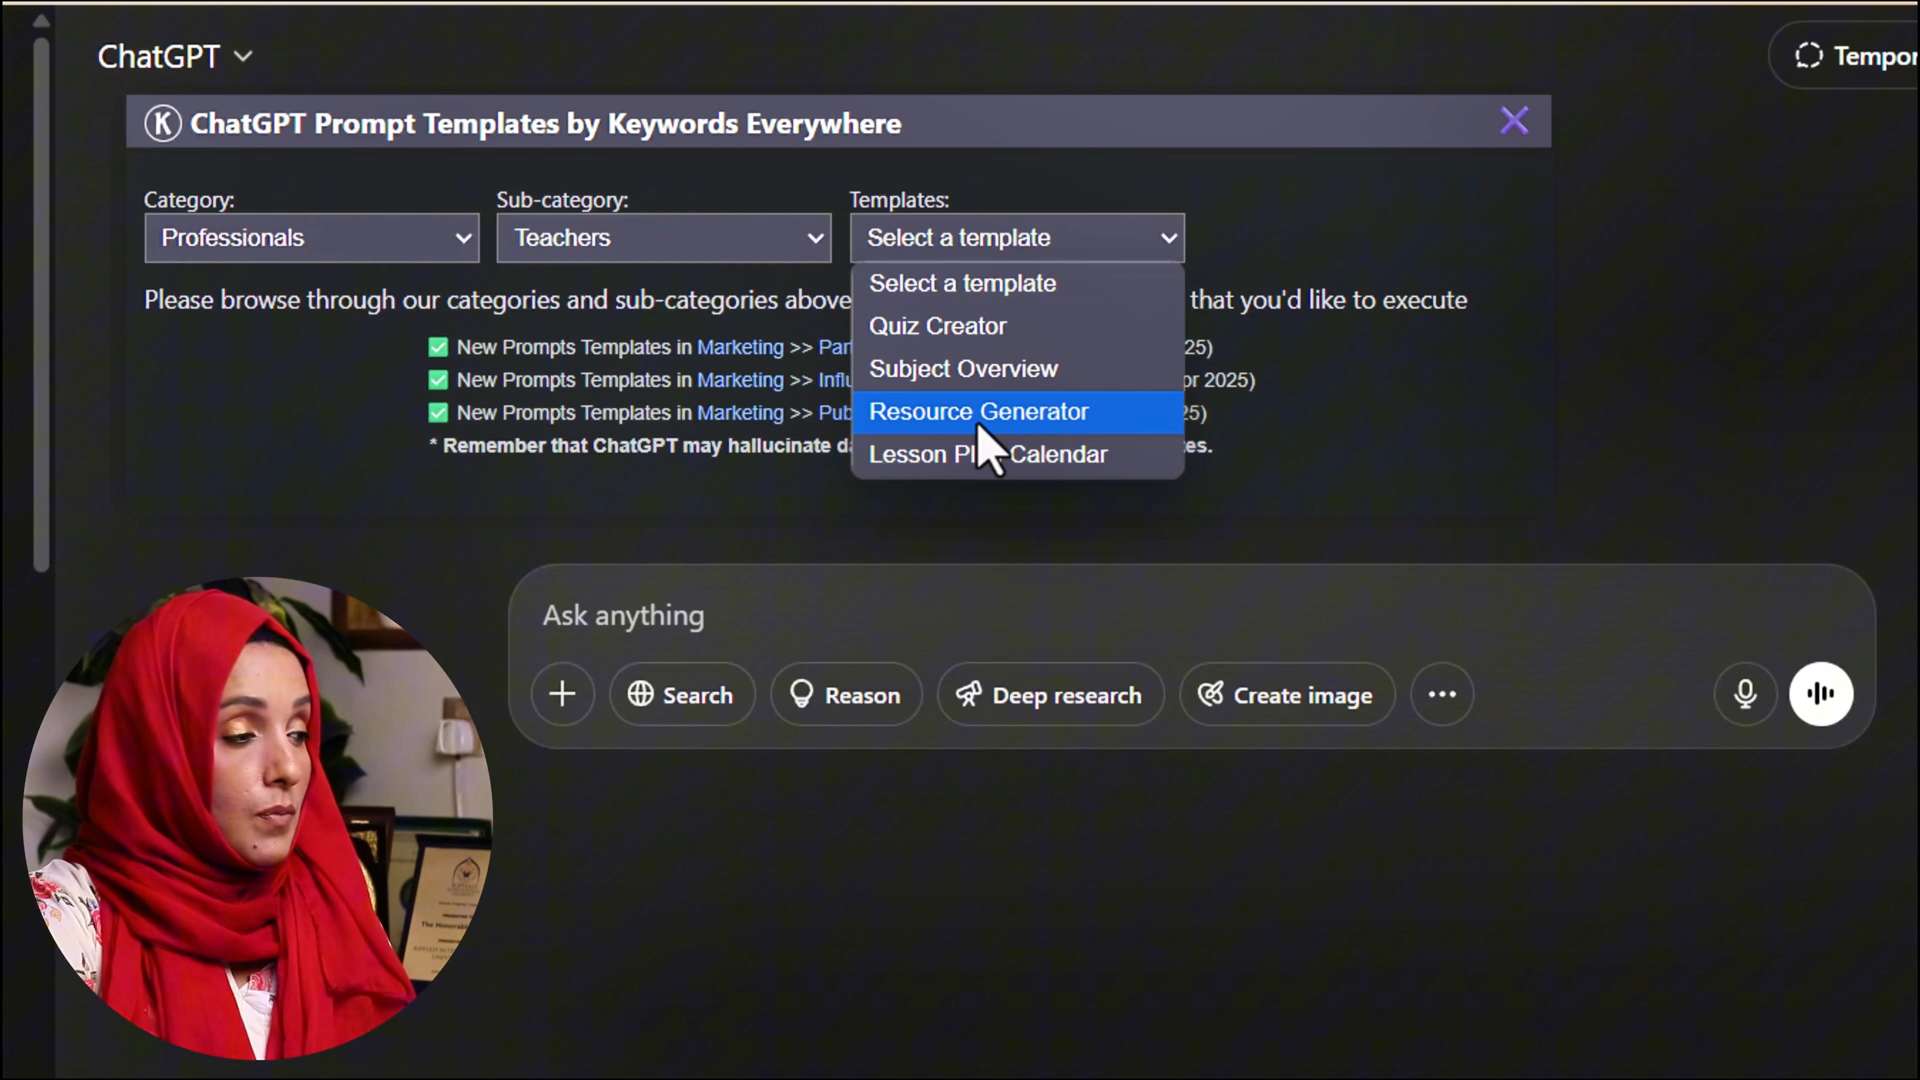 ChatGPT
Tempor
K ChatGPT Prompt Templates by Keywords Everywhere
Category:
Sub-category:
Templates:
Professionals
Teachers
Select a template
Select a template
Please browse through our categories and sub-categories above that you'd like to execute
Quiz Creator
New Prompts Templates in Marketing >> Par 25)
Subject Overview
New Prompts Templates in Marketing >> Influ pr 2025)
Resource Generator
New Prompts Templates in Marketing >> Pub 25)
* Remember that ChatGPT may hallucinate da es.
Lesson Pl Calendar
Ask anything
Search
Reason
Deep research
Create image
The Honorabl